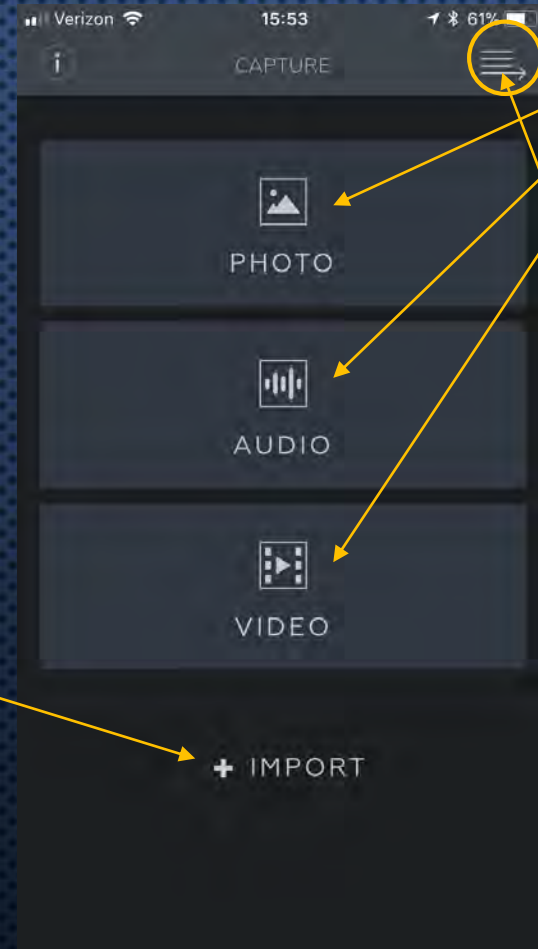 Verizon 15:53 61%
i CAPTURE
PHOTO
AUDIO
VIDEO
+ IMPORT